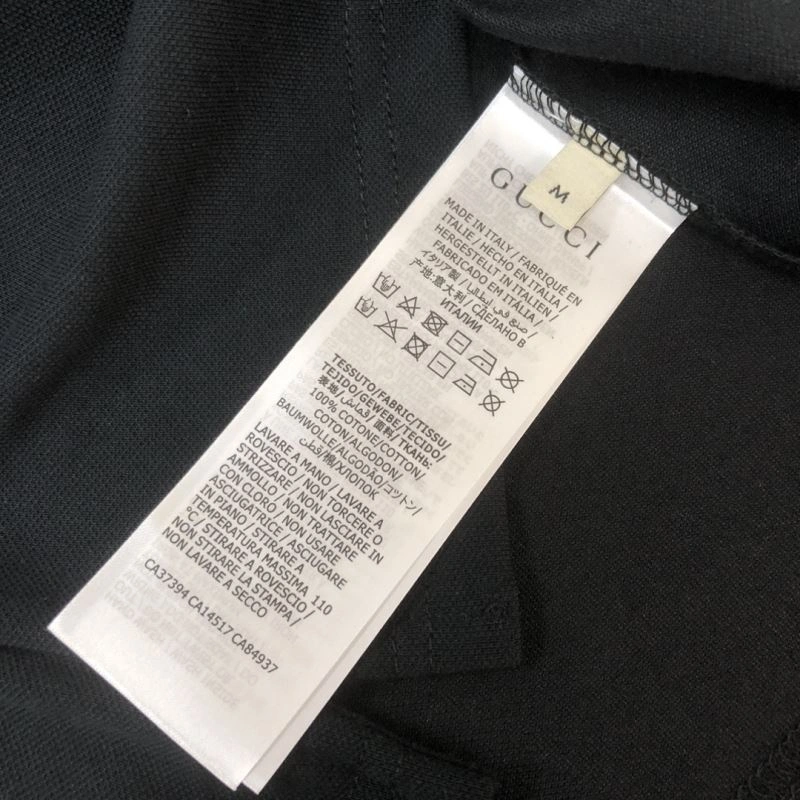 M
GUCCI
MADE IN ITALY / FABRIQUÉ EN
ITALIE / HECHO EN ITALIA /
HERGESTELLT IN ITALIEN /
FABRICADO EM ITÁLIA /
イタリア製 / صنع في إيطاليا /
产地:意大利 / СДЕЛАНО В
ИТАЛИИ
TESSUTO/FABRIC/TISSU/
TEJIDO/GEWEBE/TECIDO/
表地/قماش/面料/ТКАНЬ:
100% COTONE/COTTON/
COTON/ALGODON/
BAUMWOLLE/ALGODÃO/コットン/
قطن/棉/ХЛОПОК
LAVARE A MANO / LAVARE A
ROVESCIO / NON TORCERE O
STRIZZARE / NON LASCIARE IN
AMMOLLO / NON TRATTARE
CON CLORO / NON USARE
ASCIUGATRICE / ASCIUGARE
IN PIANO / STIRARE A
TEMPERATURA MASSIMA 110
°C / STIRARE A ROVESCIO /
NON STIRARE LA STAMPA /
NON LAVARE A SECCO
CA37394 CA14517 CA84937